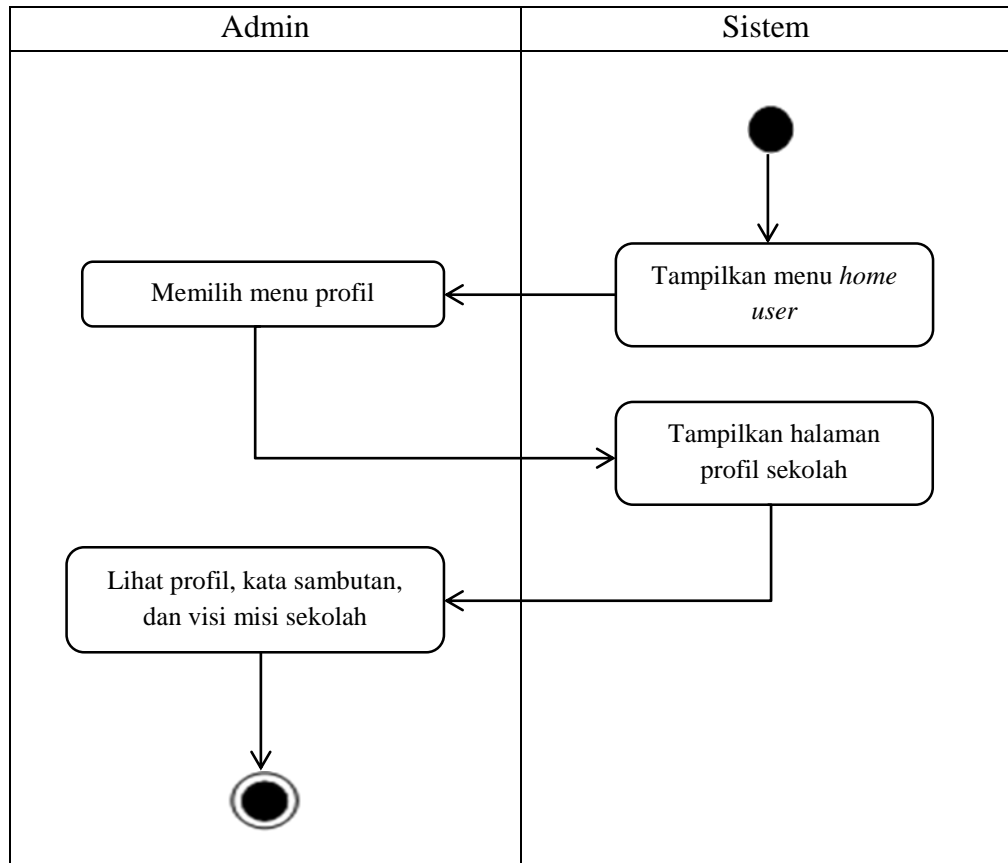 Admin
Sistem
Tampilkan menu home
user
Memilih menu profil
Tampilkan halaman
profil sekolah
Lihat profil, kata sambutan,
dan visi misi sekolah